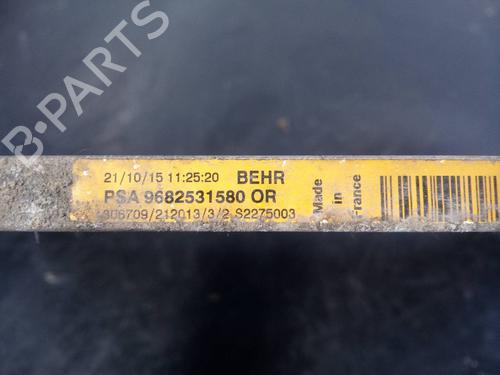 B-PARTS
21/10/15 11:25:20 BEHR
PSA 9682531580 OR
306709/212013/3/2 S2275003
Made
in
France